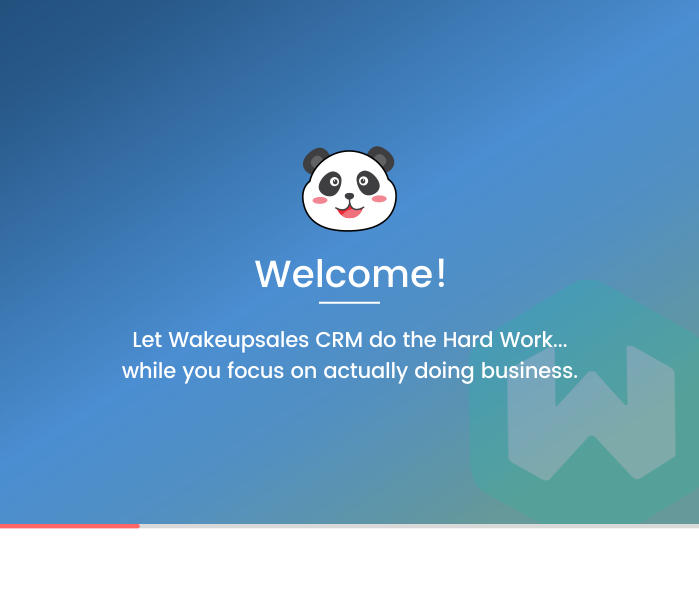 Welcome!
Let Wakeupsales CRM do the Hard Work...
while you focus on actually doing business.